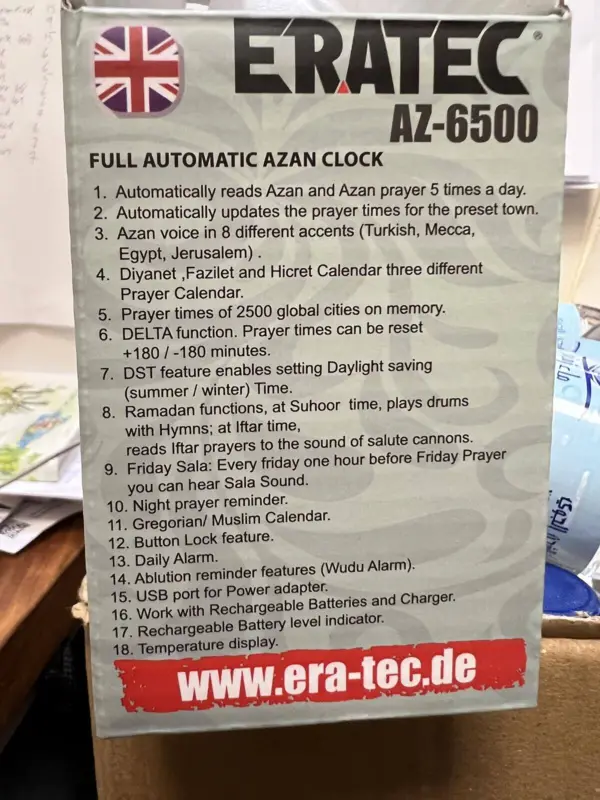 ERATEC®
AZ-6500
FULL AUTOMATIC AZAN CLOCK
1. Automatically reads Azan and Azan prayer 5 times a day.
2. Automatically updates the prayer times for the preset town.
3. Azan voice in 8 different accents (Turkish, Mecca,
Egypt, Jerusalem) .
4. Diyanet ,Fazilet and Hicret Calendar three different
Prayer Calendar.
5. Prayer times of 2500 global cities on memory.
6. DELTA function. Prayer times can be reset
+180 / -180 minutes.
7. DST feature enables setting Daylight saving
(summer / winter) Time.
8. Ramadan functions, at Suhoor time, plays drums
with Hymns; at Iftar time,
reads Iftar prayers to the sound of salute cannons.
9. Friday Sala: Every friday one hour before Friday Prayer
you can hear Sala Sound.
10. Night prayer reminder.
11. Gregorian/ Muslim Calendar.
12. Button Lock feature.
13. Daily Alarm.
14. Ablution reminder features (Wudu Alarm).
15. USB port for Power adapter.
16. Work with Rechargeable Batteries and Charger.
17. Rechargeable Battery level indicator.
18. Temperature display.
www.era-tec.de